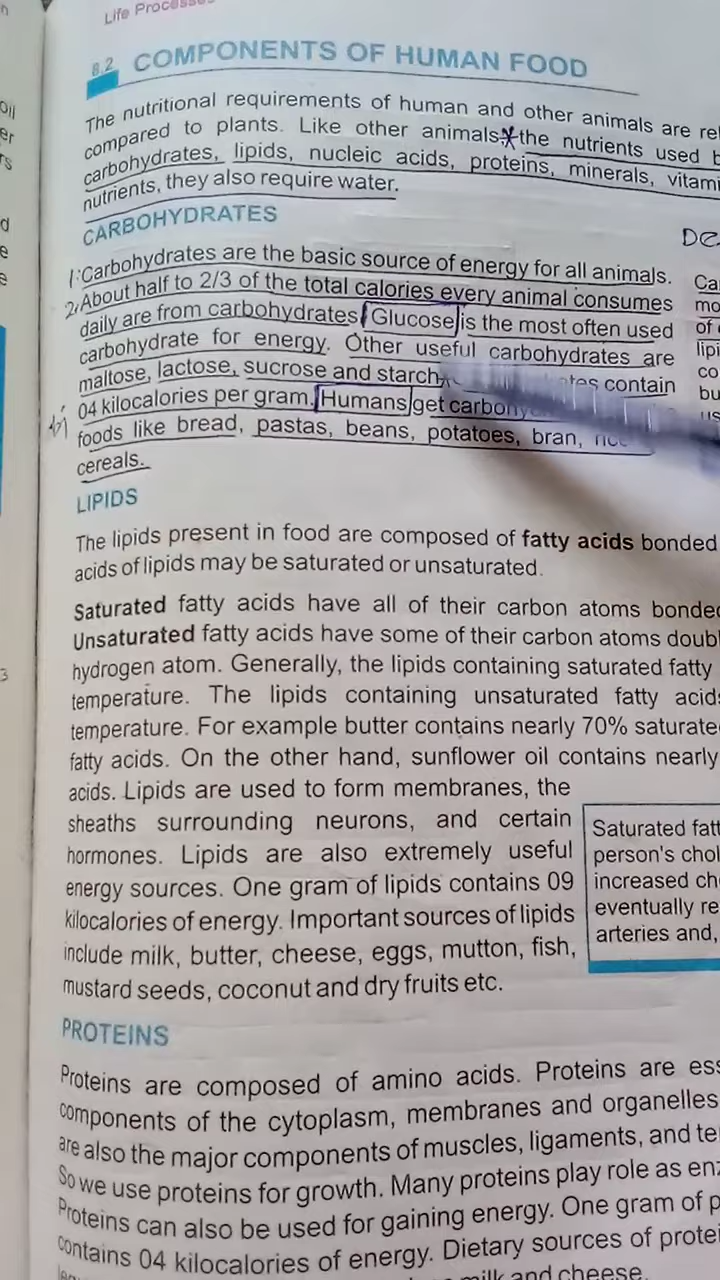 Life Processes
8.2 COMPONENTS OF HUMAN FOOD
The nutritional requirements of human and other animals are
compared to plants. Like other animals the nutrients used
carbohydrates, lipids, nucleic acids, proteins, minerals,
nutrients, they also require water.
CARBOHYDRATES
1. Carbohydrates are the basic source of energy for all animals.
2. About half to 2/3 of the total calories every animal consumes
daily are from carbohydrates. Glucose is the most often used
carbohydrate for energy. Other useful carbohydrates are
maltose, lactose, sucrose and starch. contain
04 kilocalories per gram. Humans get
foods like bread, pastas, beans, potatoes, bran,
cereals.
LIPIDS
The lipids present in food are composed of fatty acids bonded
acids of lipids may be saturated or unsaturated.
Saturated fatty acids have all of their carbon atoms
Unsaturated fatty acids have some of their carbon atoms
hydrogen atom. Generally, the lipids containing saturated fatty
temperature. The lipids containing unsaturated fatty
temperature. For example butter contains nearly 70%
fatty acids. On the other hand, sunflower oil contains nearly
acids. Lipids are used to form membranes, the
sheaths surrounding neurons, and certain
hormones. Lipids are also extremely useful
energy sources. One gram of lipids contains 09
kilocalories of energy. Important sources of lipids
include milk, butter, cheese, eggs, mutton, fish,
mustard seeds, coconut and dry fruits etc.
Saturated
person's
increased
eventually
arteries and,
PROTEINS
Proteins are composed of amino acids. Proteins are
components of the cytoplasm, membranes and organelles
are also the major components of muscles, ligaments, and
So we use proteins for growth. Many proteins play role as
Proteins can also be used for gaining energy. One gram of
contains 04 kilocalories of energy. Dietary sources of
milk and cheese.